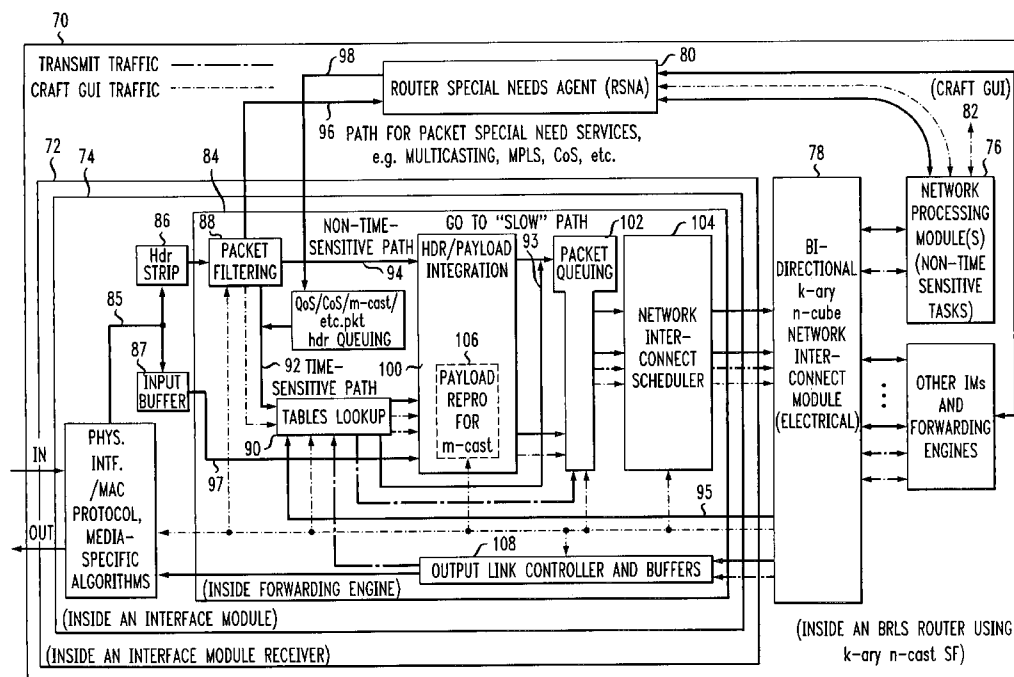 70
TRANSMIT TRAFFIC
CRAFT GUI TRAFFIC
98
80
ROUTER SPECIAL NEEDS AGENT (RSNA)
96
PATH FOR PACKET SPECIAL NEED SERVICES,
e.g. MULTICASTING, MPLS, CoS, etc.
(CRAFT GUI)
82
76
NETWORK
PROCESSING
MODULE(S)
(NON-TIME
SENSITIVE
TASKS)
72
74
84
78
86
Hdr
STRIP
88
PACKET
FILTERING
NON-TIME-
SENSITIVE PATH
94
GO TO "SLOW" PATH
HDR/PAYLOAD
INTEGRATION
93
102
PACKET
QUEUING
104
NETWORK
INTER-
CONNECT
SCHEDULER
BI-
DIRECTIONAL
k-ary
n-cube
NETWORK
INTER-
CONNECT
MODULE
(ELECTRICAL)
85
87
INPUT
BUFFER
QoS/CoS/m-cast/
etc.pkt
hdr QUEUING
92 TIME-
SENSITIVE PATH
100
106
PAYLOAD
REPRO
FOR
m-cast
TABLES LOOKUP
90
97
OTHER IMs
AND
FORWARDING
ENGINES
IN
OUT
PHYS.
INTF.
/MAC
PROTOCOL,
MEDIA-
SPECIFIC
ALGORITHMS
95
108
OUTPUT LINK CONTROLLER AND BUFFERS
(INSIDE FORWARDING ENGINE)
(INSIDE AN INTERFACE MODULE)
(INSIDE AN INTERFACE MODULE RECEIVER)
(INSIDE AN BRLS ROUTER USING
k-ary n-cast SF)